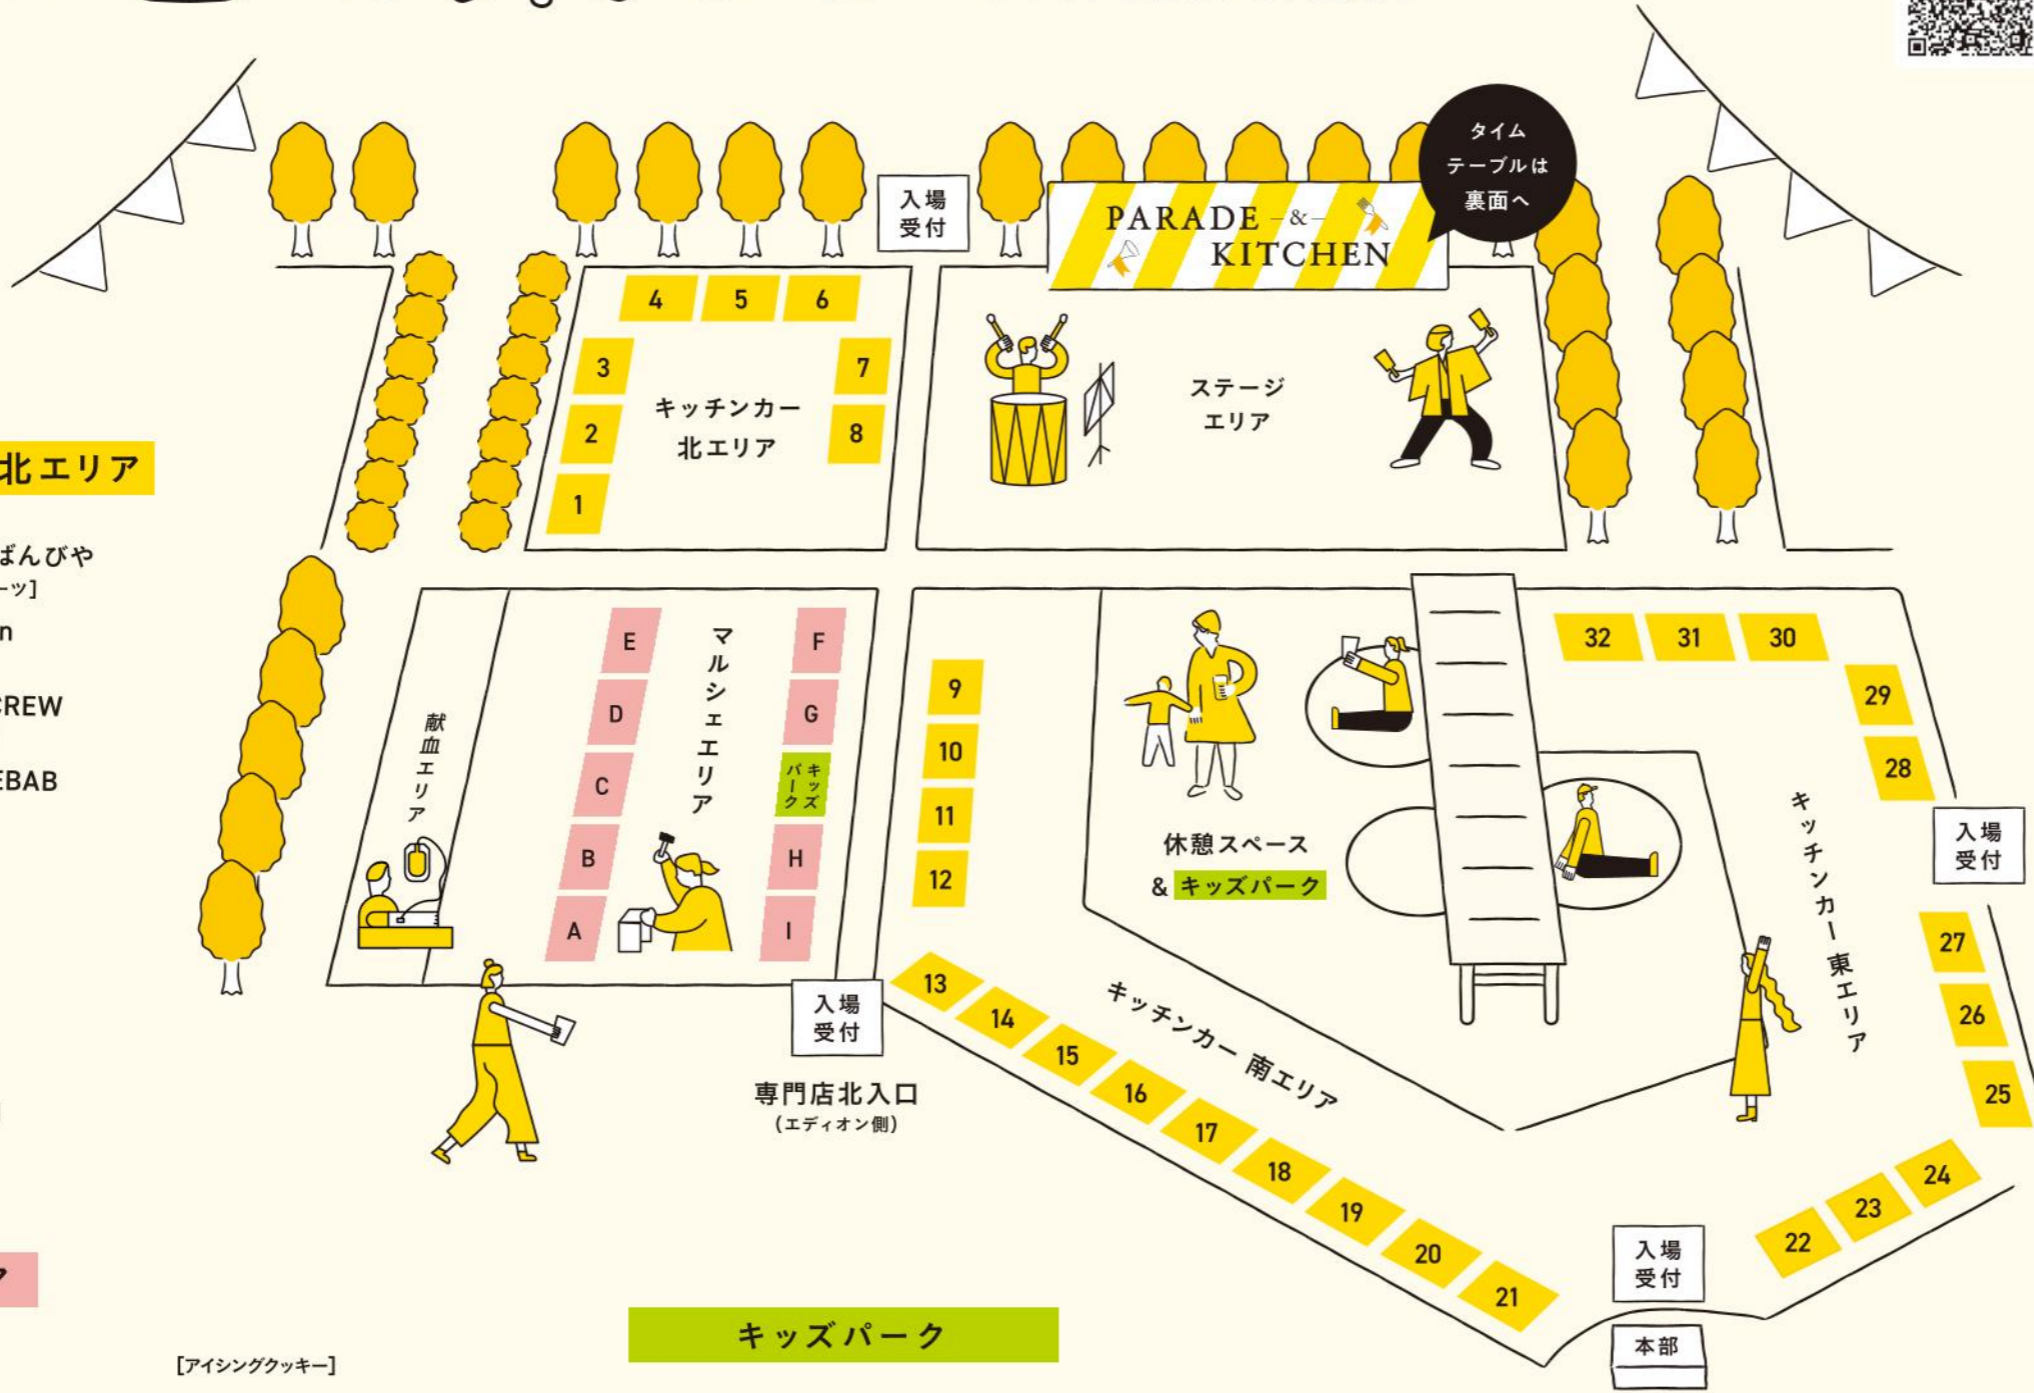 タイム
テーブルは
裏面へ
入場
受付
PARADE -&-
KITCHEN
4
5
6
3
7
2
8
1
キッチンカー
北エリア
ステージ
エリア
北エリア
ばんびや
ーツ]
CREW
EBAB
献血エリア
マルシェエリア
E
D
C
B
A
F
G
キッズ
パーク
H
I
9
10
11
12
休憩スペース
& キッズパーク
32
31
30
29
28
キッチンカー 東エリア
入場
受付
27
26
25
24
23
22
入場
受付
専門店北入口
(エディオン側)
キッチンカー 南エリア
13
14
15
16
17
18
19
20
21
入場
受付
本部
キッズパーク
[アイシングクッキー]